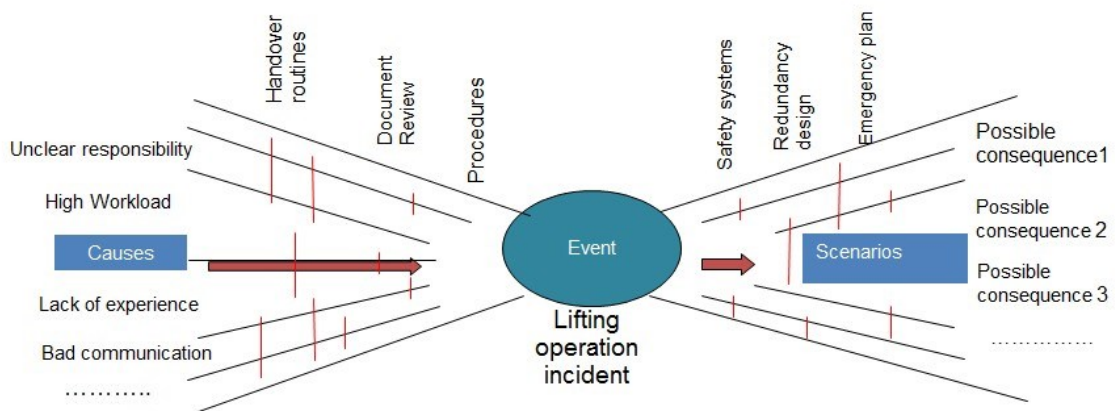 Handover
routines
Document
Review
Procedures
Safety systems
Redundancy
design
Emergency plan
Unclear responsibility
High Workload
Causes
Lack of experience
Bad communication
………..
Event
Lifting
operation
incident
Scenarios
Possible
consequence1
Possible
consequence 2
Possible
consequence 3
……………